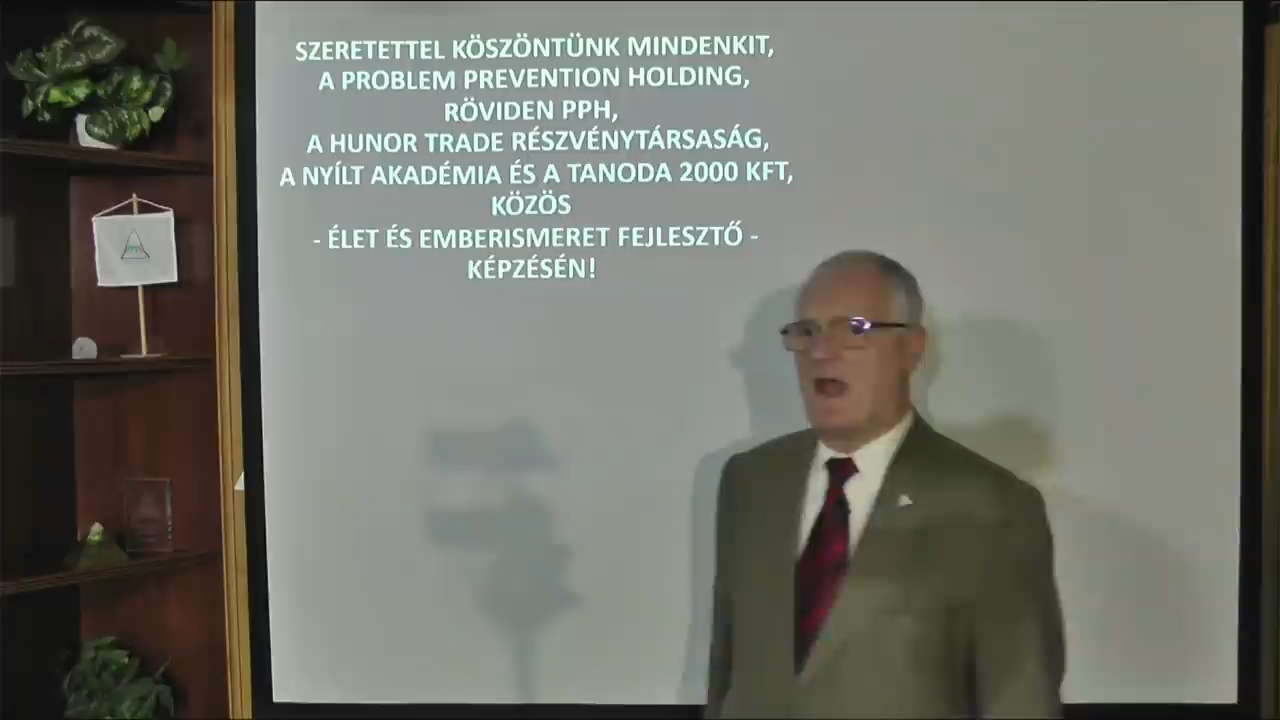 SZERETETTEL KÖSZÖNTÜNK MINDENKIT,
A PROBLEM PREVENTION HOLDING,
RÖVIDEN PPH,
A HUNOR TRADE RÉSZVÉNYTÁRSASÁG,
A NYÍLT AKADÉMIA ÉS A TANODA 2000 KFT,
KÖZÖS
- ÉLET ÉS EMBERISMERET FEJLESZTŐ -
KÉPZÉSÉN!